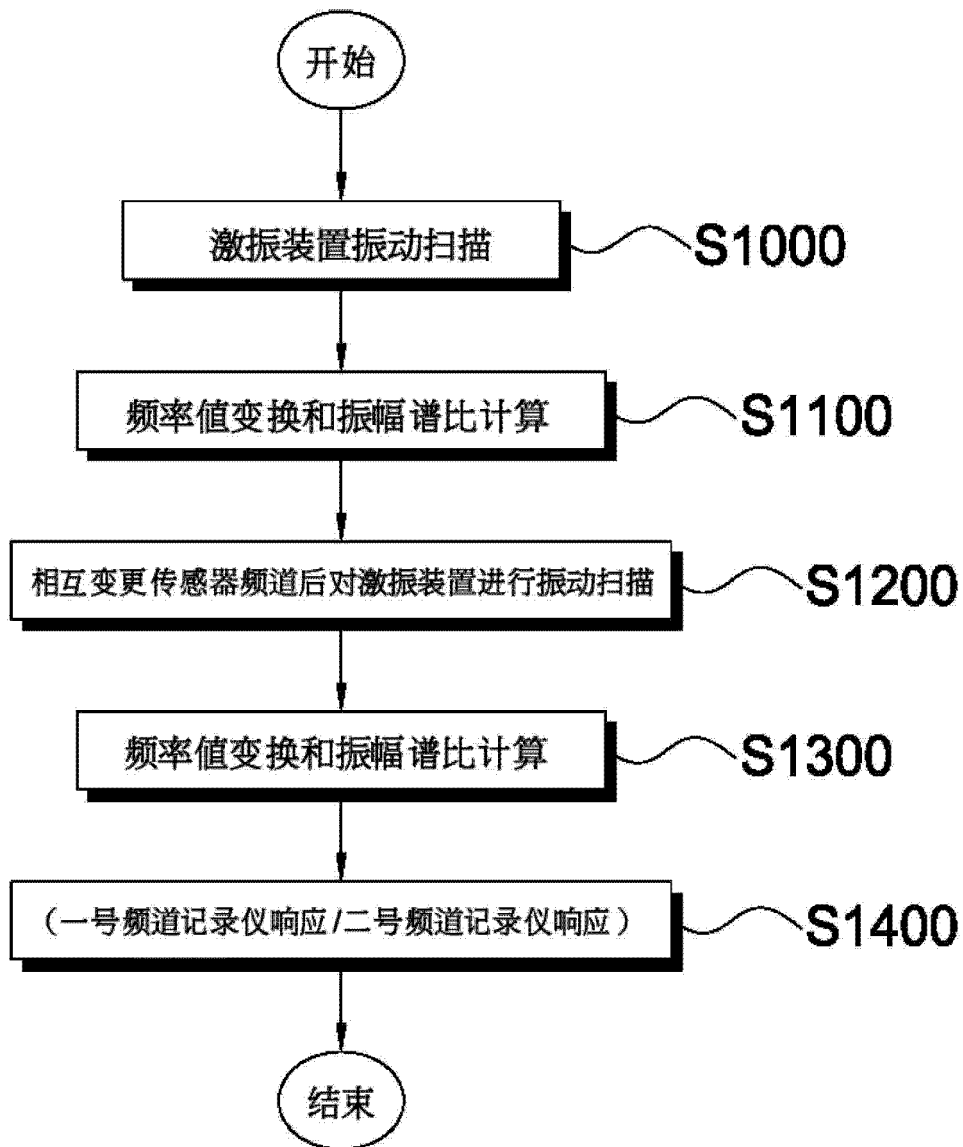 开始
激振装置振动扫描
S1000
频率值变换和振幅谱比计算
S1100
相互变更传感器频道后对激振装置进行振动扫描
S1200
频率值变换和振幅谱比计算
S1300
（一号频道记录仪响应/二号频道记录仪响应）
S1400
结束